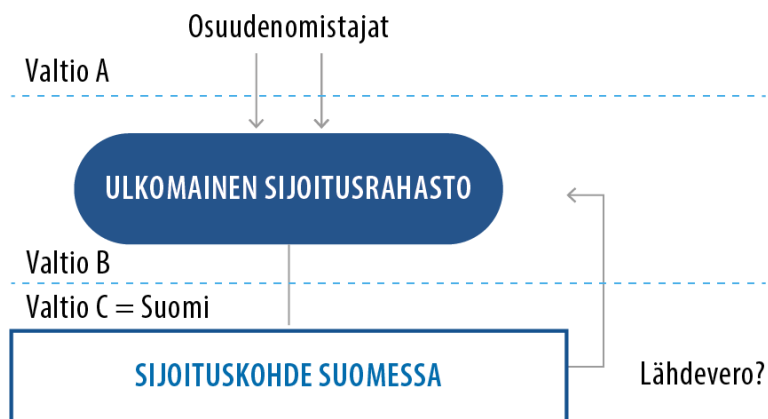 Osuudenomistajat
Valtio A
ULKOMAINEN SIJOITUSRAHASTO
Valtio B
Valtio C = Suomi
SIJOITUSKOHDE SUOMESSA
Lähdevero?